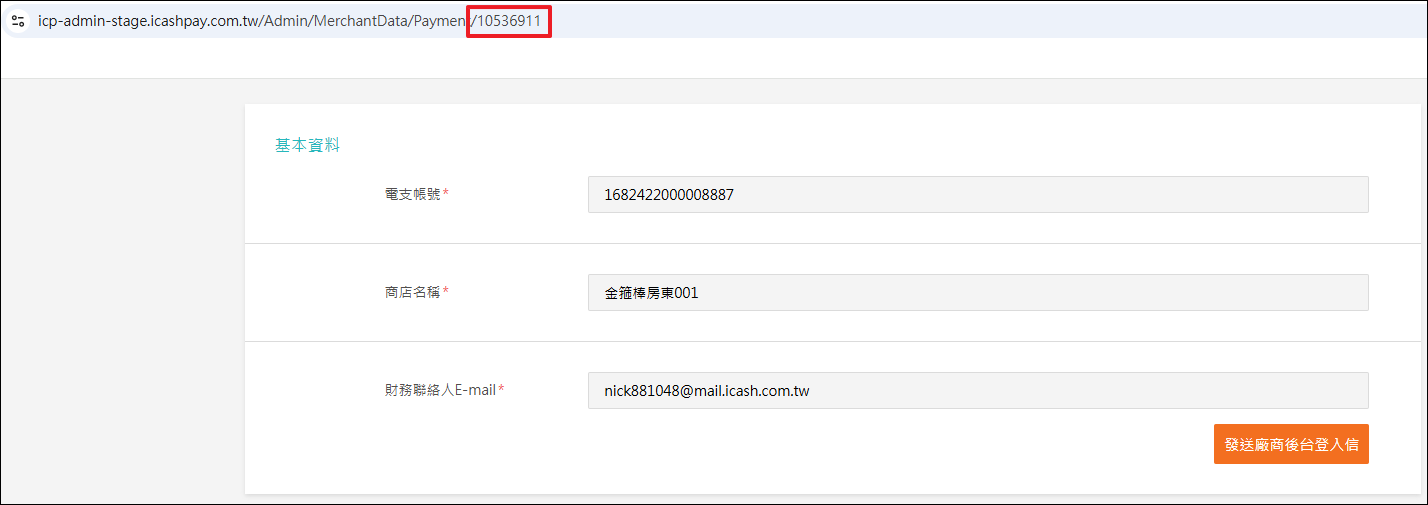 icp-admin-stage.icashpay.com.tw/Admin/MerchantData/Payment/10536911
基本資料
電支帳號* 1682422000008887
商店名稱* 金箍棒房東001
財務聯絡人E-mail* nick881048@mail.icash.com.tw
發送廠商後台登入信